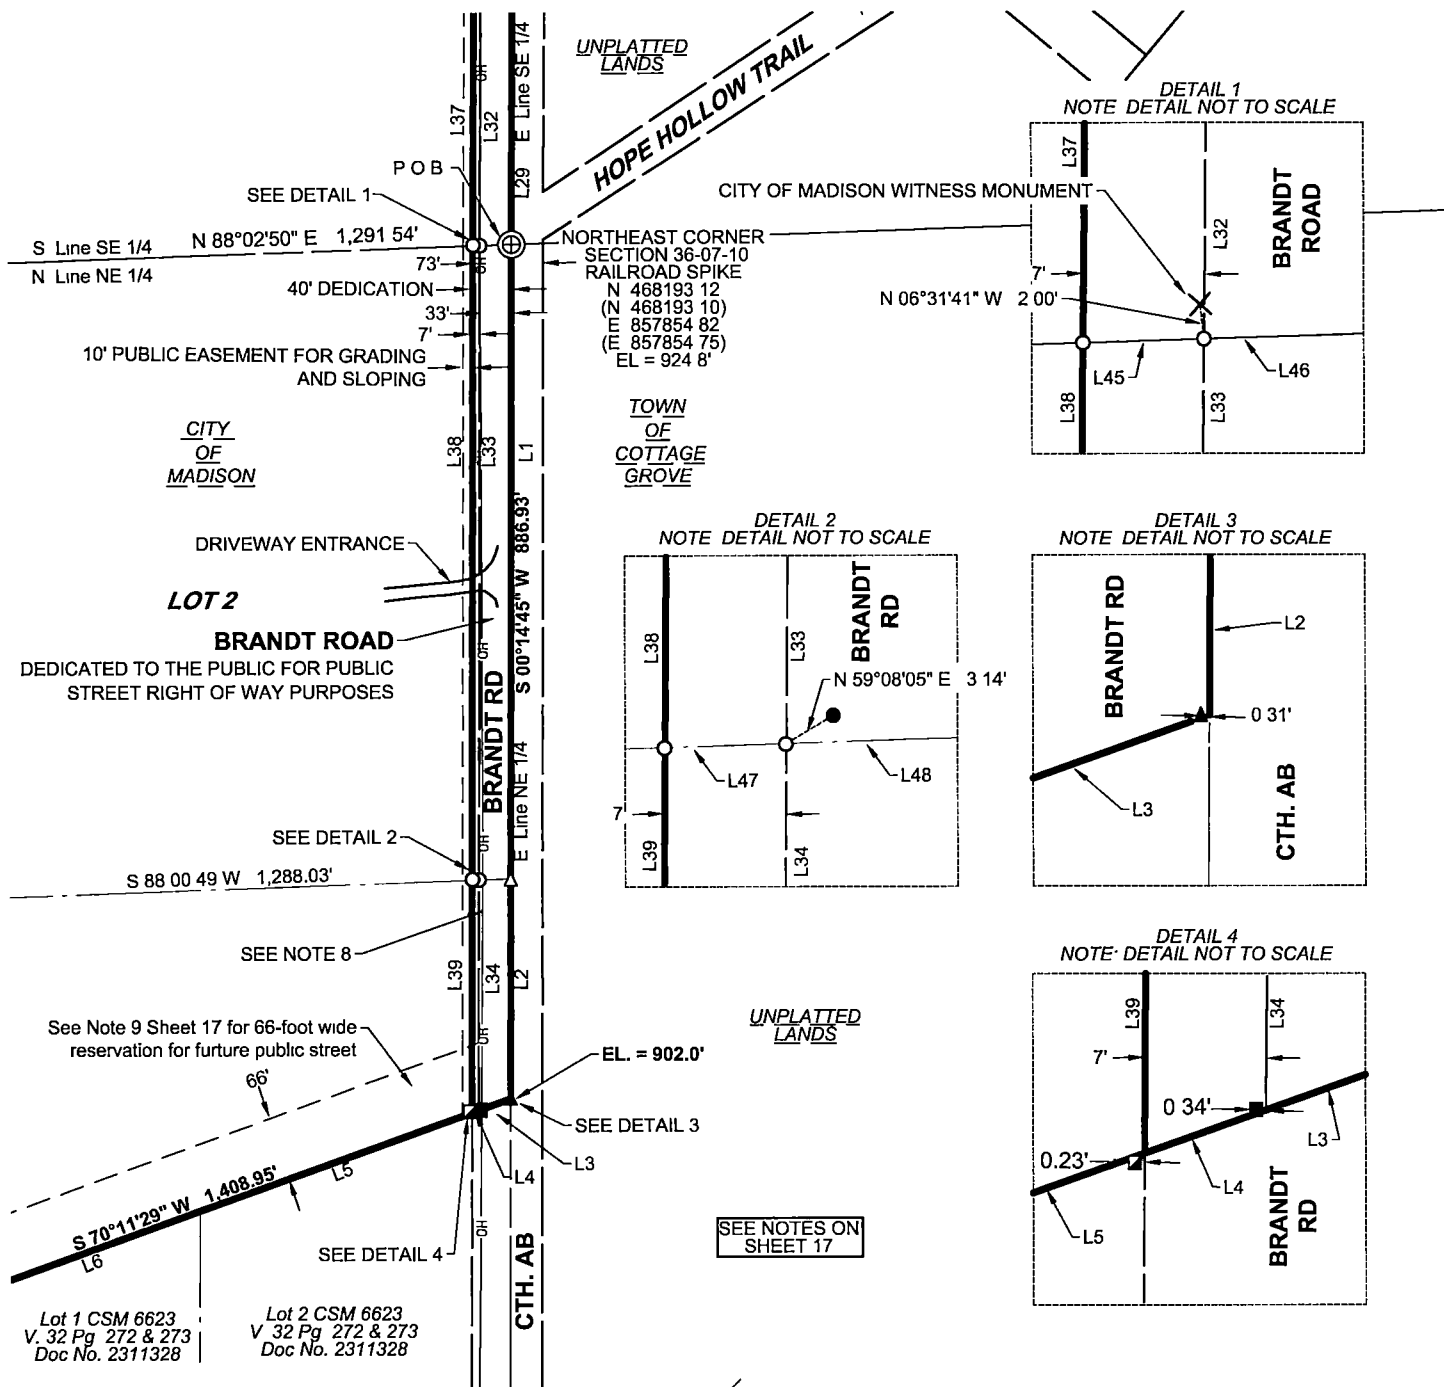 UNPLATTED
LANDS
HOPE HOLLOW TRAIL
E Line SE 1/4
L37
L32
OH
L29
P O B
SEE DETAIL 1
S Line SE 1/4
N 88°02'50" E 1,291 54'
N Line NE 1/4
73'
OH
40' DEDICATION
33'
7'
10' PUBLIC EASEMENT FOR GRADING
AND SLOPING
NORTHEAST CORNER
SECTION 36-07-10
RAILROAD SPIKE
N 468193 12
(N 468193 10)
E 857854 82
(E 857854 75)
EL = 924 8'
CITY
OF
MADISON
TOWN
OF
COTTAGE
GROVE
L38
L33
L1
S 00°14'45" W 886.93'
DRIVEWAY ENTRANCE
LOT 2
BRANDT ROAD
DEDICATED TO THE PUBLIC FOR PUBLIC
STREET RIGHT OF WAY PURPOSES
OH
BRANDT RD
E Line NE 1/4
SEE DETAIL 2
OH
S 88 00 49 W 1,288.03'
SEE NOTE 8
L39
L34
L2
See Note 9 Sheet 17 for 66-foot wide
reservation for furture public street
66'
OH
EL. = 902.0'
SEE DETAIL 3
L3
L4
L5
S 70°11'29" W 1,408.95'
L6
SEE DETAIL 4
OH
CTH. AB
Lot 1 CSM 6623
V. 32 Pg 272 & 273
Doc No. 2311328
Lot 2 CSM 6623
V 32 Pg 272 & 273
Doc No. 2311328
UNPLATTED
LANDS
SEE NOTES ON
SHEET 17
DETAIL 1
NOTE DETAIL NOT TO SCALE
L37
CITY OF MADISON WITNESS MONUMENT
BRANDT
ROAD
L32
7'
N 06°31'41" W 2 00'
L45
L46
L38
L33
DETAIL 2
NOTE DETAIL NOT TO SCALE
L38
L33
BRANDT
RD
N 59°08'05" E 3 14'
L47
L48
7
L39
L34
DETAIL 3
NOTE DETAIL NOT TO SCALE
BRANDT RD
L2
0 31'
L3
CTH. AB
DETAIL 4
NOTE: DETAIL NOT TO SCALE
L39
L34
7'
0 34'
L3
0.23'
L4
L5
BRANDT
RD